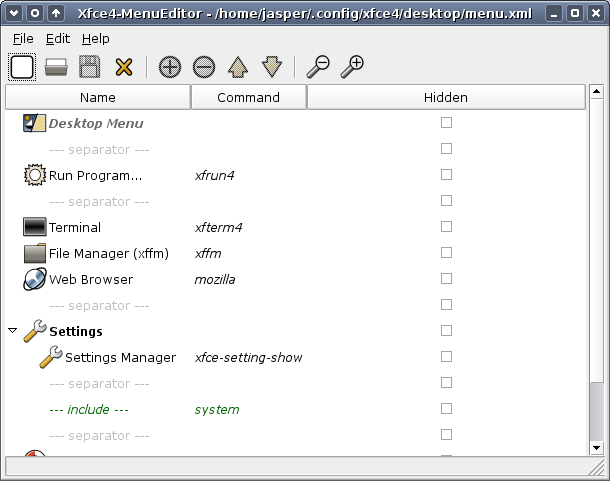 Xfce4-MenuEditor - /home/jasper/.config/xfce4/desktop/menu.xml
File Edit Help
Name Command Hidden
Desktop Menu
--- separator ---
Run Program... xfrun4
--- separator ---
Terminal xfterm4
File Manager (xffm) xffm
Web Browser mozilla
--- separator ---
Settings
Settings Manager xfce-setting-show
--- separator ---
--- include --- system
--- separator ---